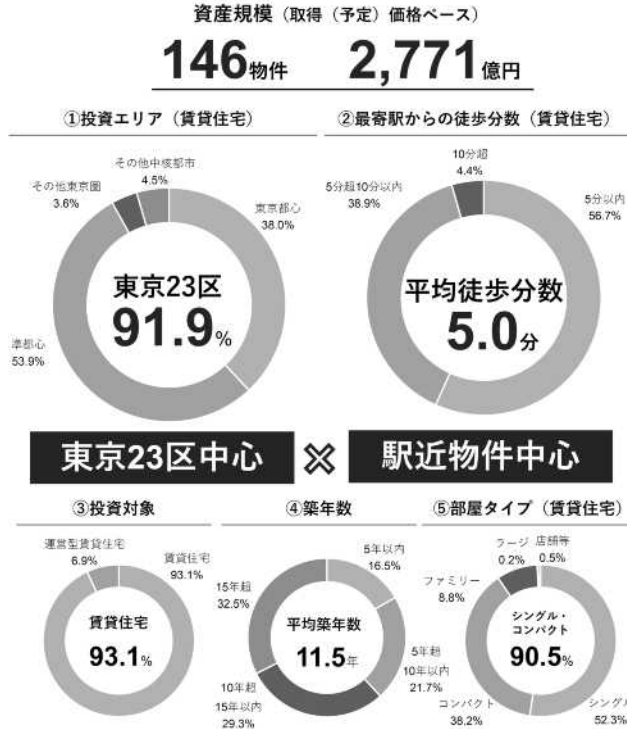 資産規模（取得（予定）価格ベース）
146物件 2,771億円
①投資エリア（賃貸住宅）
その他中核都市
4.5%
その他東京圏
3.6%
東京都心
38.0%
東京23区
91.9%
準都心
53.9%
②最寄駅からの徒歩分数（賃貸住宅）
10分超
4.4%
5分超10分以内
38.9%
5分以内
56.7%
平均徒歩分数
5.0分
東京23区中心 × 駅近物件中心
③投資対象
運営型賃貸住宅
6.9%
賃貸住宅
93.1%
賃貸住宅
93.1%
④築年数
5年以内
16.5%
15年超
32.5%
平均築年数
11.5年
5年超
10年以内
21.7%
10年超
15年以内
29.3%
⑤部屋タイプ（賃貸住宅）
ラージ
0.2%
店舗等
0.5%
ファミリー
8.8%
シングル・
コンパクト
90.5%
コンパクト
38.2%
シングル
52.3%